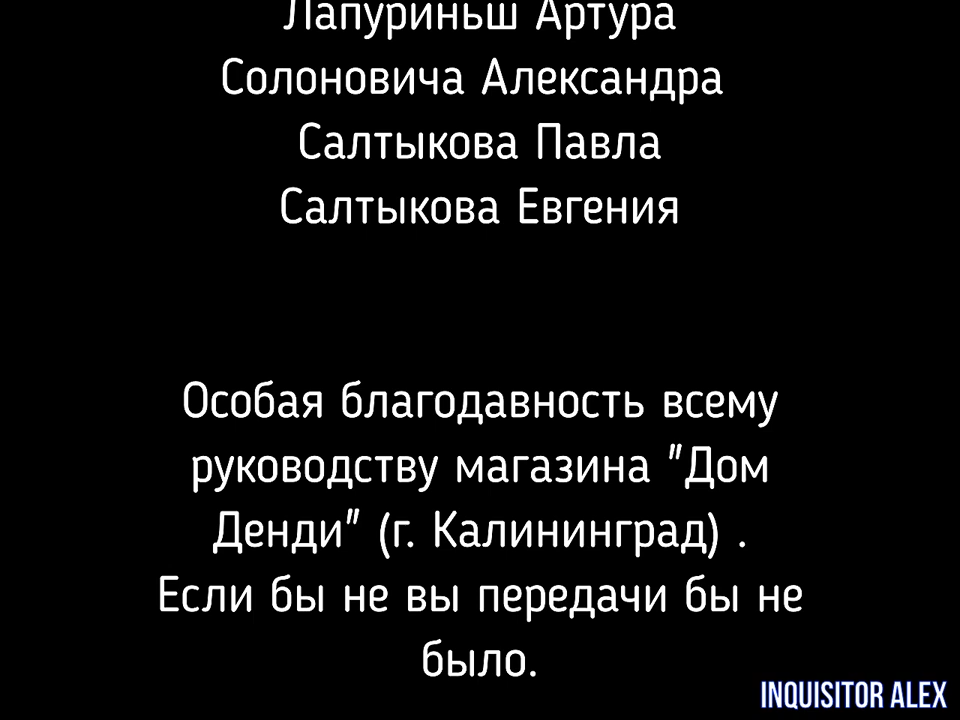 Лапуриньш Артура
Солоновича Александра
Салтыкова Павла
Салтыкова Евгения
Особая благодавность всему
руководству магазина "Дом
Денди" (г. Калининград) .
Если бы не вы передачи бы не
было.
INQUISITOR ALEX